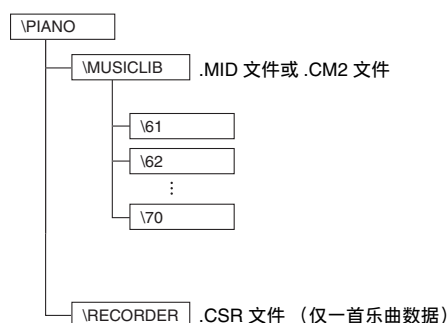 \PIANO
\MUSICLIB .MID 文件或 .CM2 文件
\61
\62
⋮
\70
\RECORDER .CSR 文件 （仅一首乐曲数据）